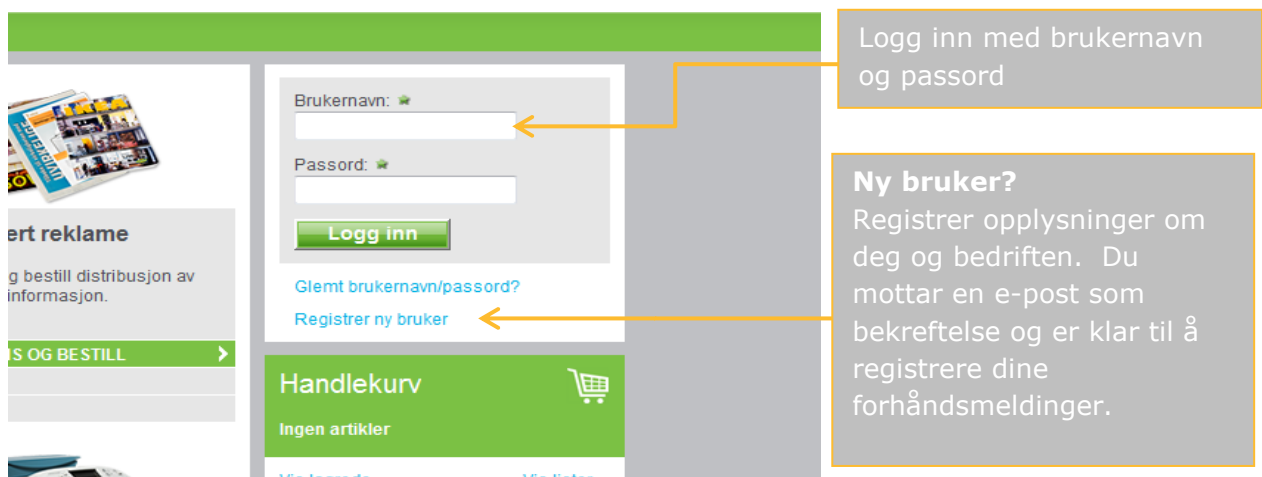 Brukernavn:
Passord:
Logg inn
Glemt brukernavn/passord?
Registrer ny bruker
ert reklame
g bestill distribusjon av
informasjon.
IS OG BESTILL
Handlekurv
Ingen artikler
Logg inn med brukernavn
og passord
Ny bruker?
Registrer opplysninger om
deg og bedriften. Du
mottar en e-post som
bekreftelse og er klar til å
registrere dine
forhåndsmeldinger.